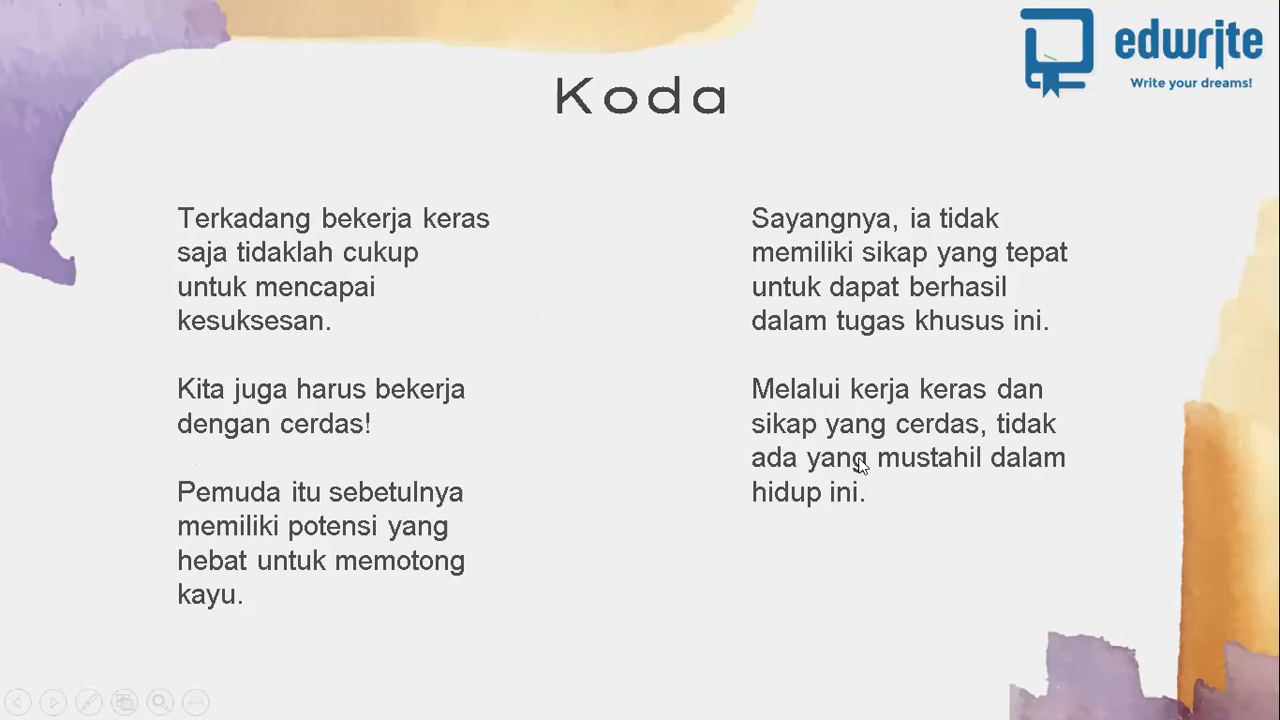 edwrite
Write your dreams!
Koda
Terkadang bekerja keras
saja tidaklah cukup
untuk mencapai
kesuksesan.
Kita juga harus bekerja
dengan cerdas!
Pemuda itu sebetulnya
memiliki potensi yang
hebat untuk memotong
kayu.
Sayangnya, ia tidak
memiliki sikap yang tepat
untuk dapat berhasil
dalam tugas khusus ini.
Melalui kerja keras dan
sikap yang cerdas, tidak
ada yang mustahil dalam
hidup ini.